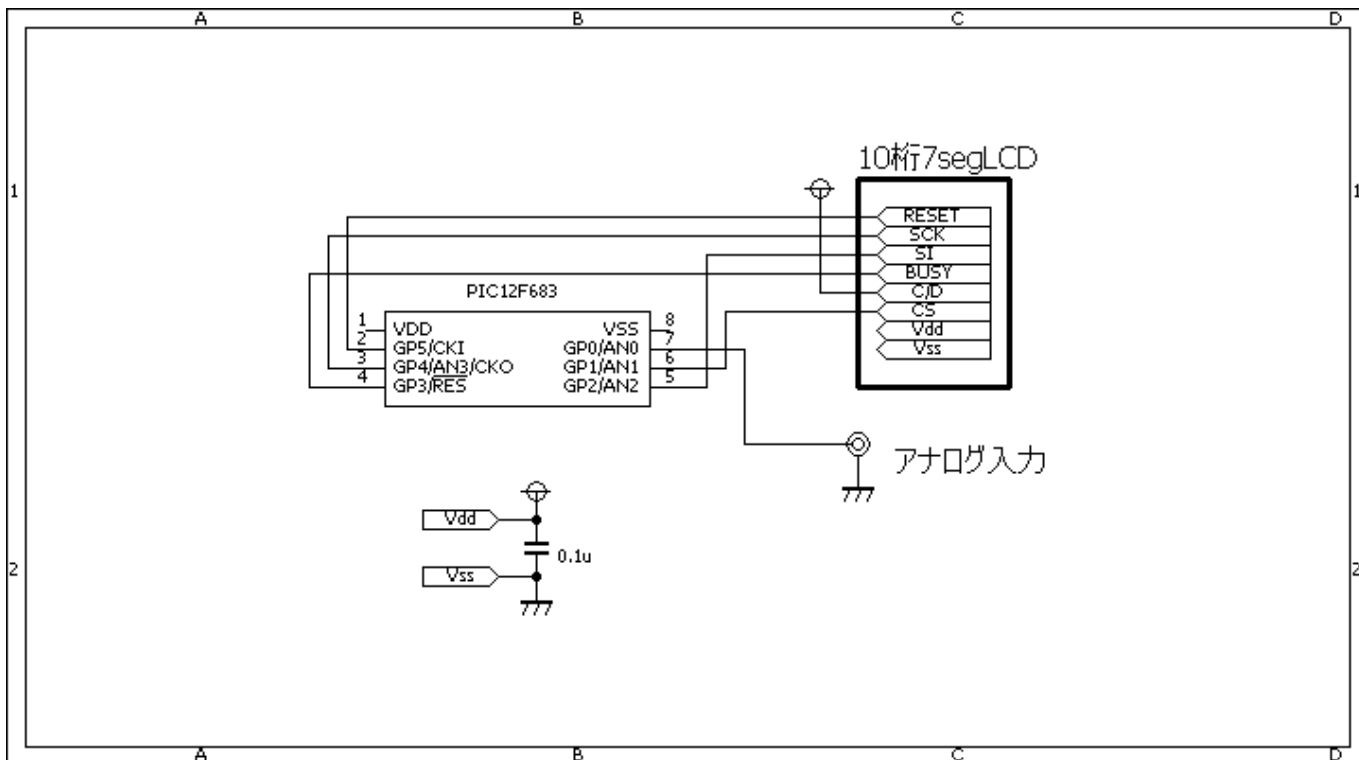 A B C D
10桁7segLCD
1 1
RESET
SCK
SI
BUSY
C/D
CS
Vdd
Vss
PIC12F683
1 VDD VSS 8
2 GP5/CKI GP0/AN0 7
3 GP4/AN3/CKO GP1/AN1 6
4 GP3/RES GP2/AN2 5
アナログ入力
Vdd
0.1u
Vss
2 2
A B C D